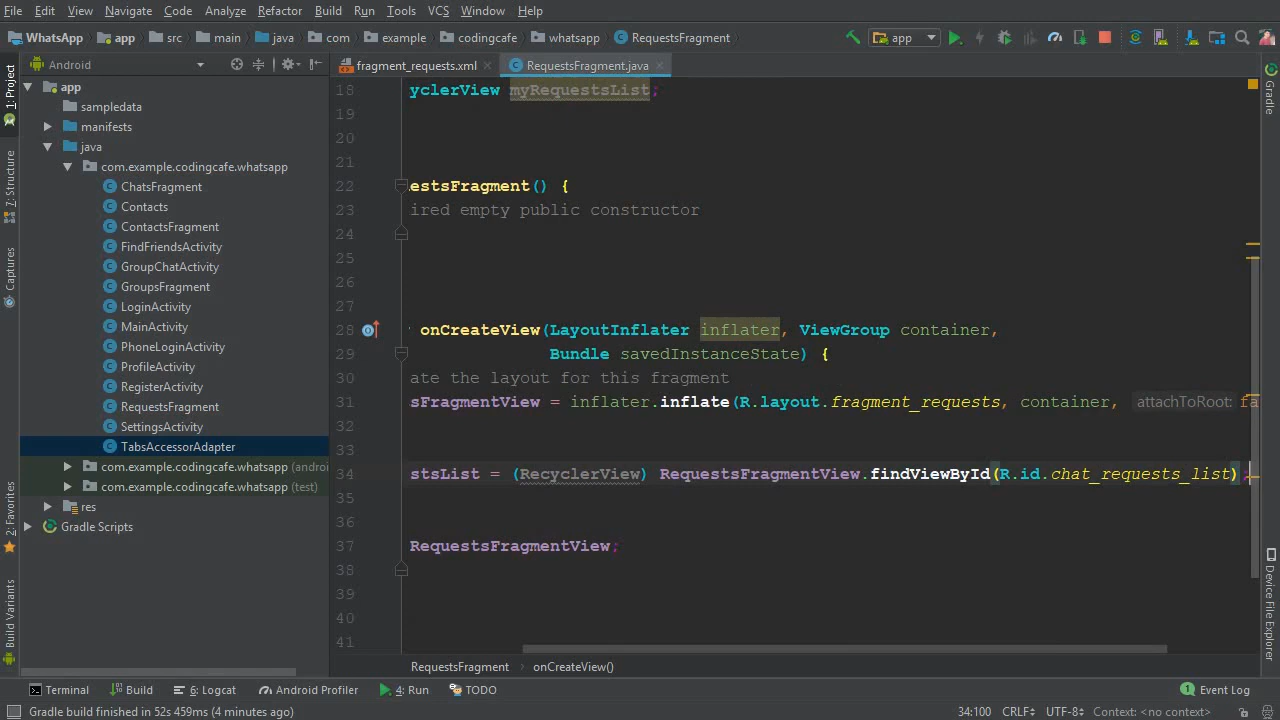 File Edit View Navigate Code Analyze Refactor Build Run Tools VCS Window Help
WhatsApp app src main java com example codingcafe whatsapp RequestsFragment app
Android fragment_requests.xml RequestsFragment.java
1: Project
7: Structure
Captures
2: Favorites
Build Variants
app
sampledata
manifests
java
com.example.codingcafe.whatsapp
ChatsFragment
Contacts
ContactsFragment
FindFriendsActivity
GroupChatActivity
GroupsFragment
LoginActivity
MainActivity
PhoneLoginActivity
ProfileActivity
RegisterActivity
RequestsFragment
SettingsActivity
TabsAccessorAdapter
com.example.codingcafe.whatsapp (androi
com.example.codingcafe.whatsapp (test)
res
Gradle Scripts
18 yclerView myRequestsList;
19
20
21
22 estsFragment() {
23 ired empty public constructor
24
25
26
27
28 onCreateView(LayoutInflater inflater, ViewGroup container,
29 Bundle savedInstanceState) {
30 ate the layout for this fragment
31 sFragmentView = inflater.inflate(R.layout.fragment_requests, container, attachToRoot: fa
32
33
34 stsList = (RecyclerView) RequestsFragmentView.findViewById(R.id.chat_requests_list);
35
36
37 RequestsFragmentView;
38
39
40
41
RequestsFragment › onCreateView()
Gradle
Device File Explorer
Terminal Build 6: Logcat Android Profiler 4: Run TODO Event Log
Gradle build finished in 52s 459ms (4 minutes ago) 34:100 CRLF UTF-8 Context: <no context>